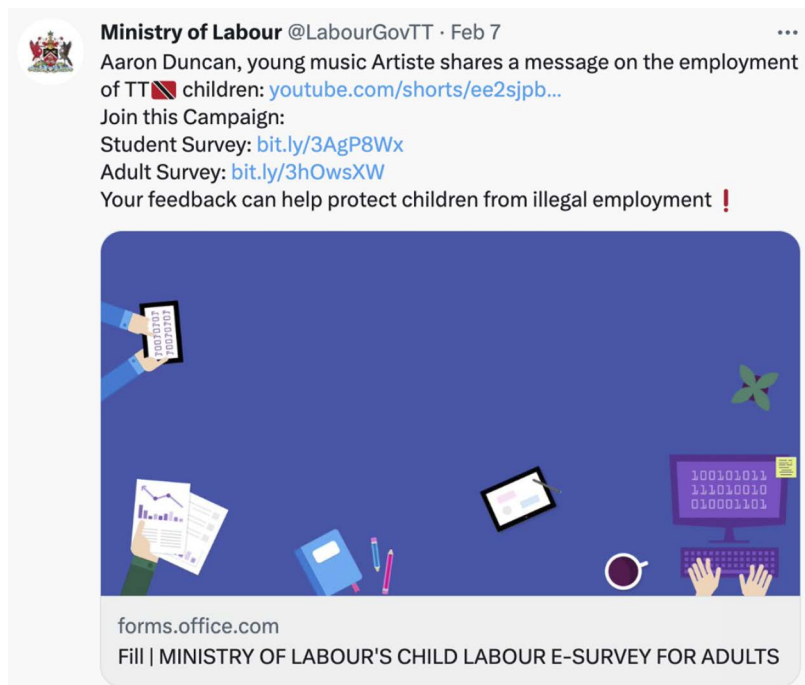 Ministry of Labour @LabourGovTT · Feb 7
Aaron Duncan, young music Artiste shares a message on the employment
of TT🇹🇹 children: youtube.com/shorts/ee2sjpb...
Join this Campaign:
Student Survey: bit.ly/3AgP8Wx
Adult Survey: bit.ly/3hOwsXW
Your feedback can help protect children from illegal employment❗
100101011
111010010
010001101
forms.office.com
Fill | MINISTRY OF LABOUR'S CHILD LABOUR E-SURVEY FOR ADULTS